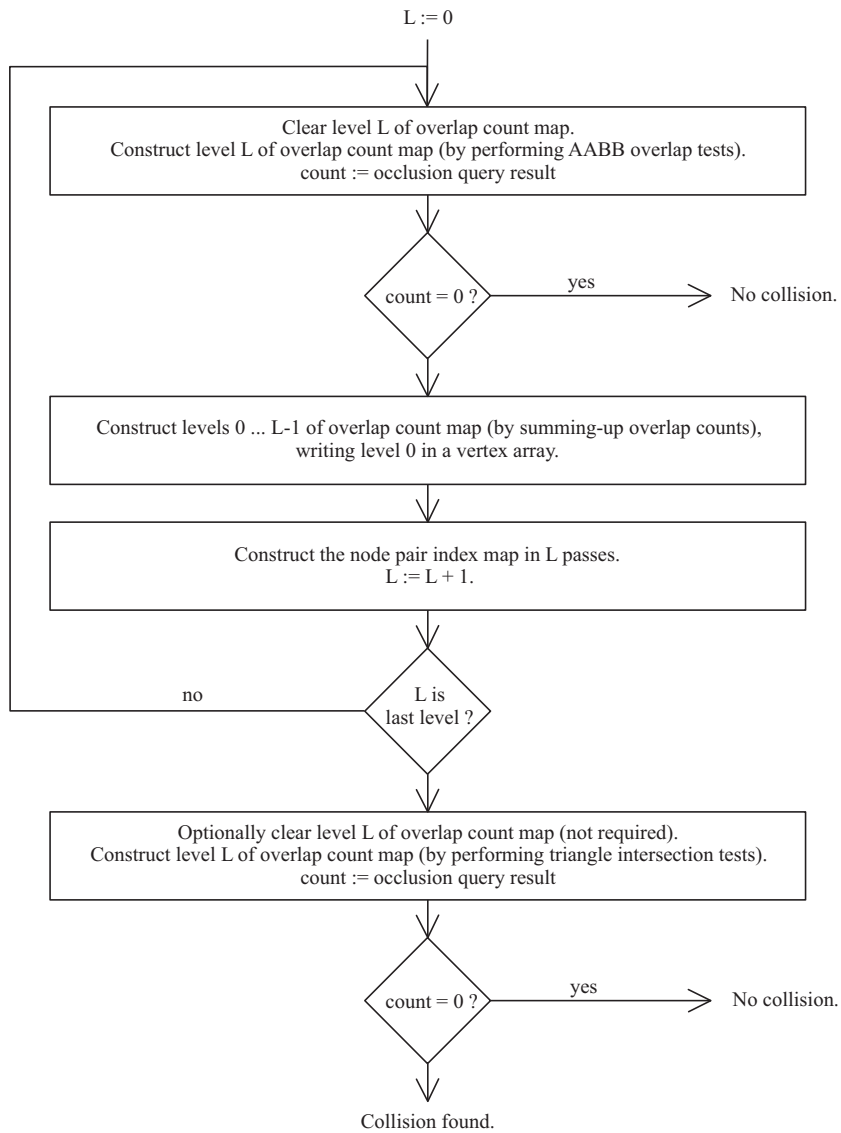 L := 0
Clear level L of overlap count map.
Construct level L of overlap count map (by performing AABB overlap tests).
count := occlusion query result
count = 0 ?
yes
No collision.
Construct levels 0 ... L-1 of overlap count map (by summing-up overlap counts),
writing level 0 in a vertex array.
Construct the node pair index map in L passes.
L := L + 1.
no
L is
last level ?
Optionally clear level L of overlap count map (not required).
Construct level L of overlap count map (by performing triangle intersection tests).
count := occlusion query result
count = 0 ?
yes
No collision.
Collision found.